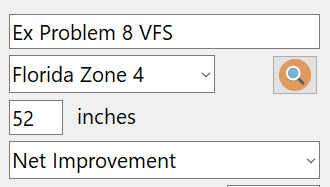 Ex Problem 8 VFS
Florida Zone 4
52 inches
Net Improvement